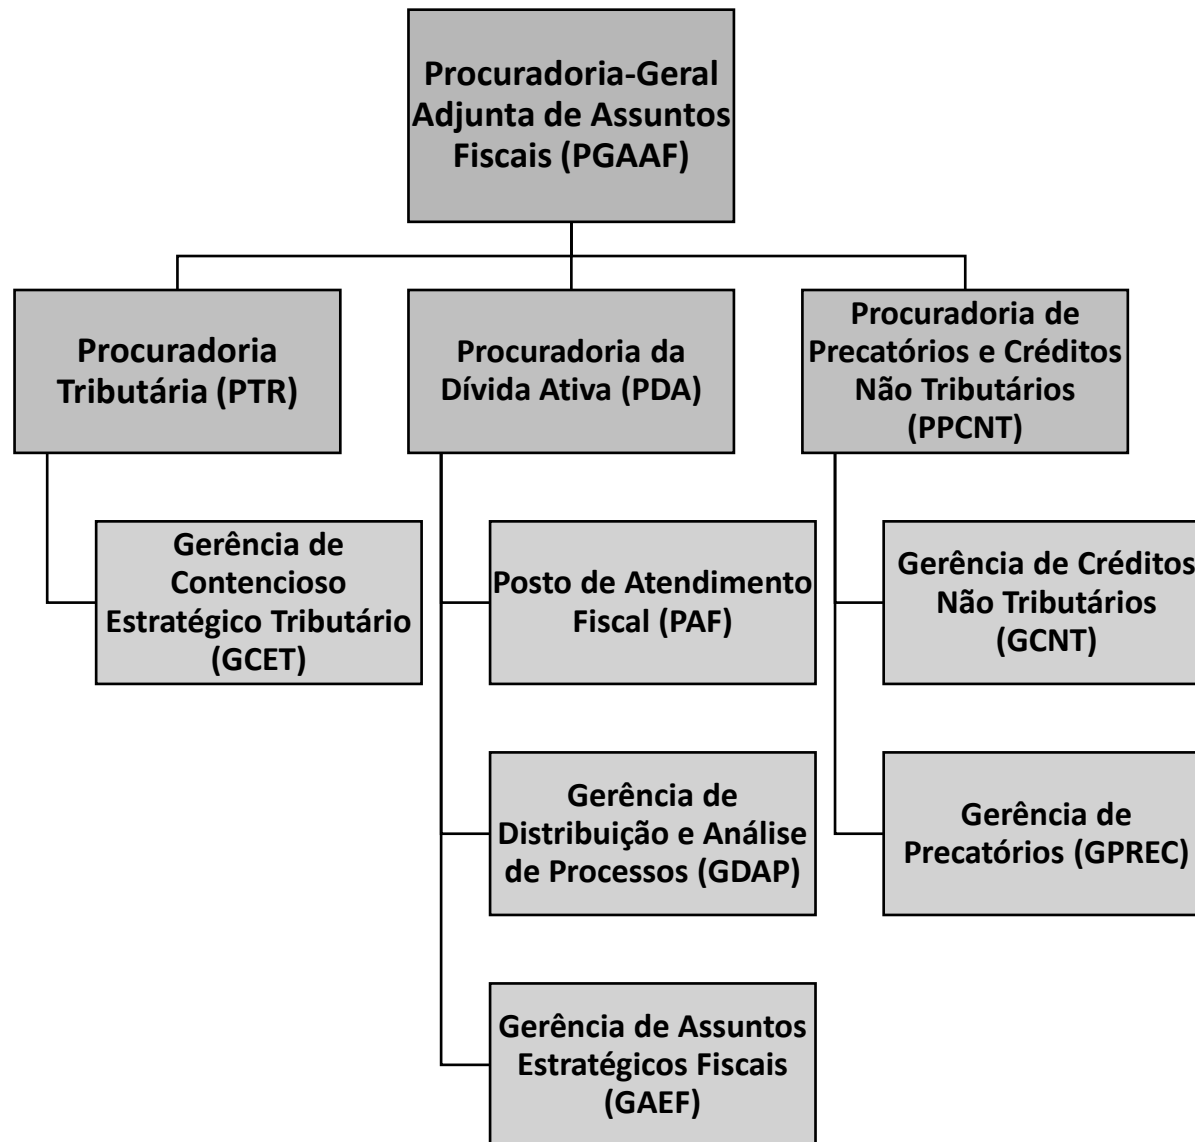 Procuradoria-Geral
Adjunta de Assuntos
Fiscais (PGAAF)
Procuradoria
Tributária (PTR)
Procuradoria da
Dívida Ativa (PDA)
Procuradoria de
Precatórios e Créditos
Não Tributários
(PPCNT)
Gerência de
Contencioso
Estratégico Tributário
(GCET)
Posto de Atendimento
Fiscal (PAF)
Gerência de
Distribuição e Análise
de Processos (GDAP)
Gerência de Assuntos
Estratégicos Fiscais
(GAEF)
Gerência de Créditos
Não Tributários
(GCNT)
Gerência de
Precatórios (GPREC)